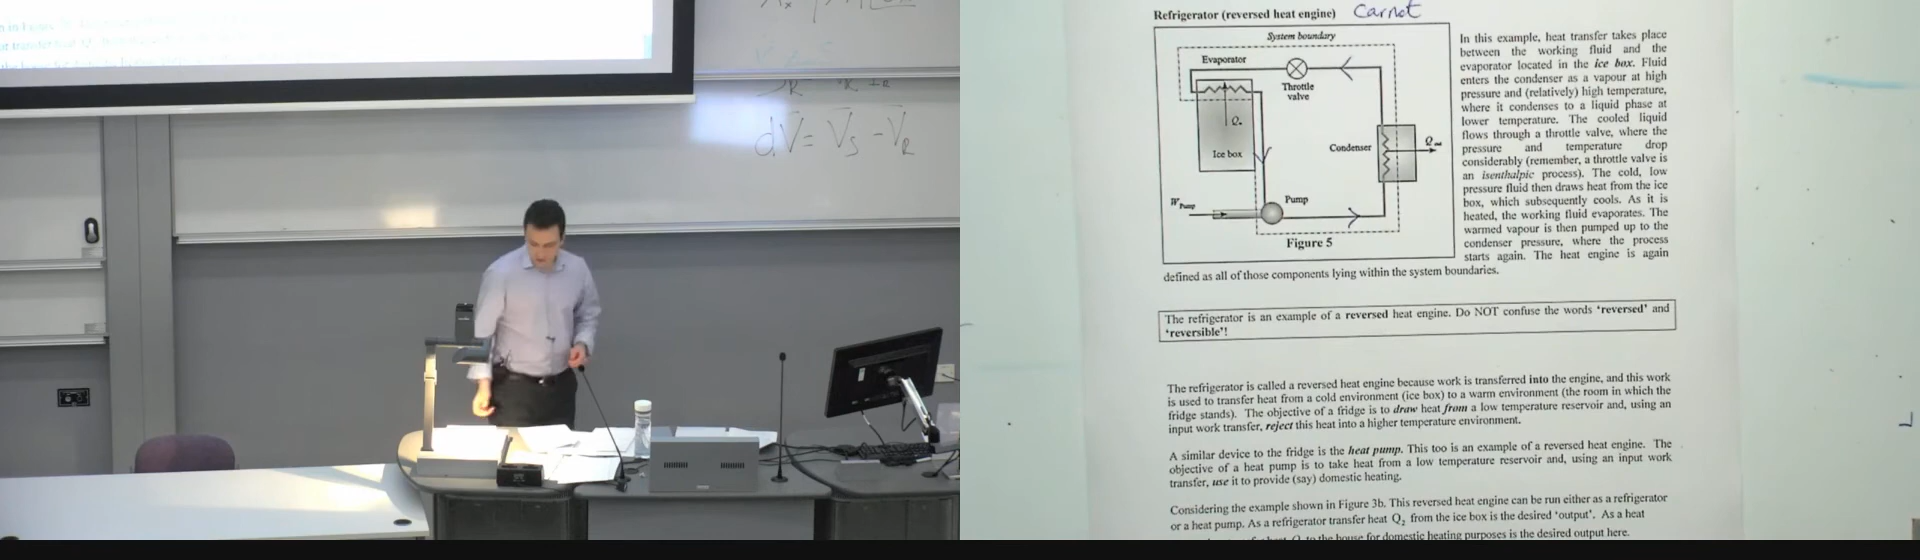 dV = Vs - VR
Refrigerator (reversed heat engine) Carnot
System boundary
Evaporator
Throttle
valve
Q.
Ice box
Condenser
W Pump
Pump
Figure 5
In this example, heat transfer takes place
between the working fluid and the
evaporator located in the ice box. Fluid
enters the condenser as a vapour at high
pressure and (relatively) high temperature,
where it condenses to a liquid phase at
lower temperature. The cooled liquid
flows through a throttle valve, where the
pressure and temperature drop
considerably (remember, a throttle valve is
an isenthalpic process). The cold, low
pressure fluid then draws heat from the ice
box, which subsequently cools. As it is
heated, the working fluid evaporates. The
warmed vapour is then pumped up to the
condenser pressure, where the process
starts again. The heat engine is again
defined as all of those components lying within the system boundaries.
The refrigerator is an example of a reversed heat engine. Do NOT confuse the words 'reversed' and
'reversible'!
The refrigerator is called a reversed heat engine because work is transferred into the engine, and this work
is used to transfer heat from a cold environment (ice box) to a warm environment (the room in which the
fridge stands). The objective of a fridge is to draw heat from a low temperature reservoir and, using an
input work transfer, reject this heat into a higher temperature environment.
A similar device to the fridge is the heat pump. This too is an example of a reversed heat engine. The
objective of a heat pump is to take heat from a low temperature reservoir and, using an input work
transfer, use it to provide (say) domestic heating.
Considering the example shown in Figure 3b. This reversed heat engine can be run either as a refrigerator
or a heat pump. As a refrigerator transfer heat Q₂ from the ice box is the desired 'output'. As a heat
to the house for domestic heating purposes is the desired output here.